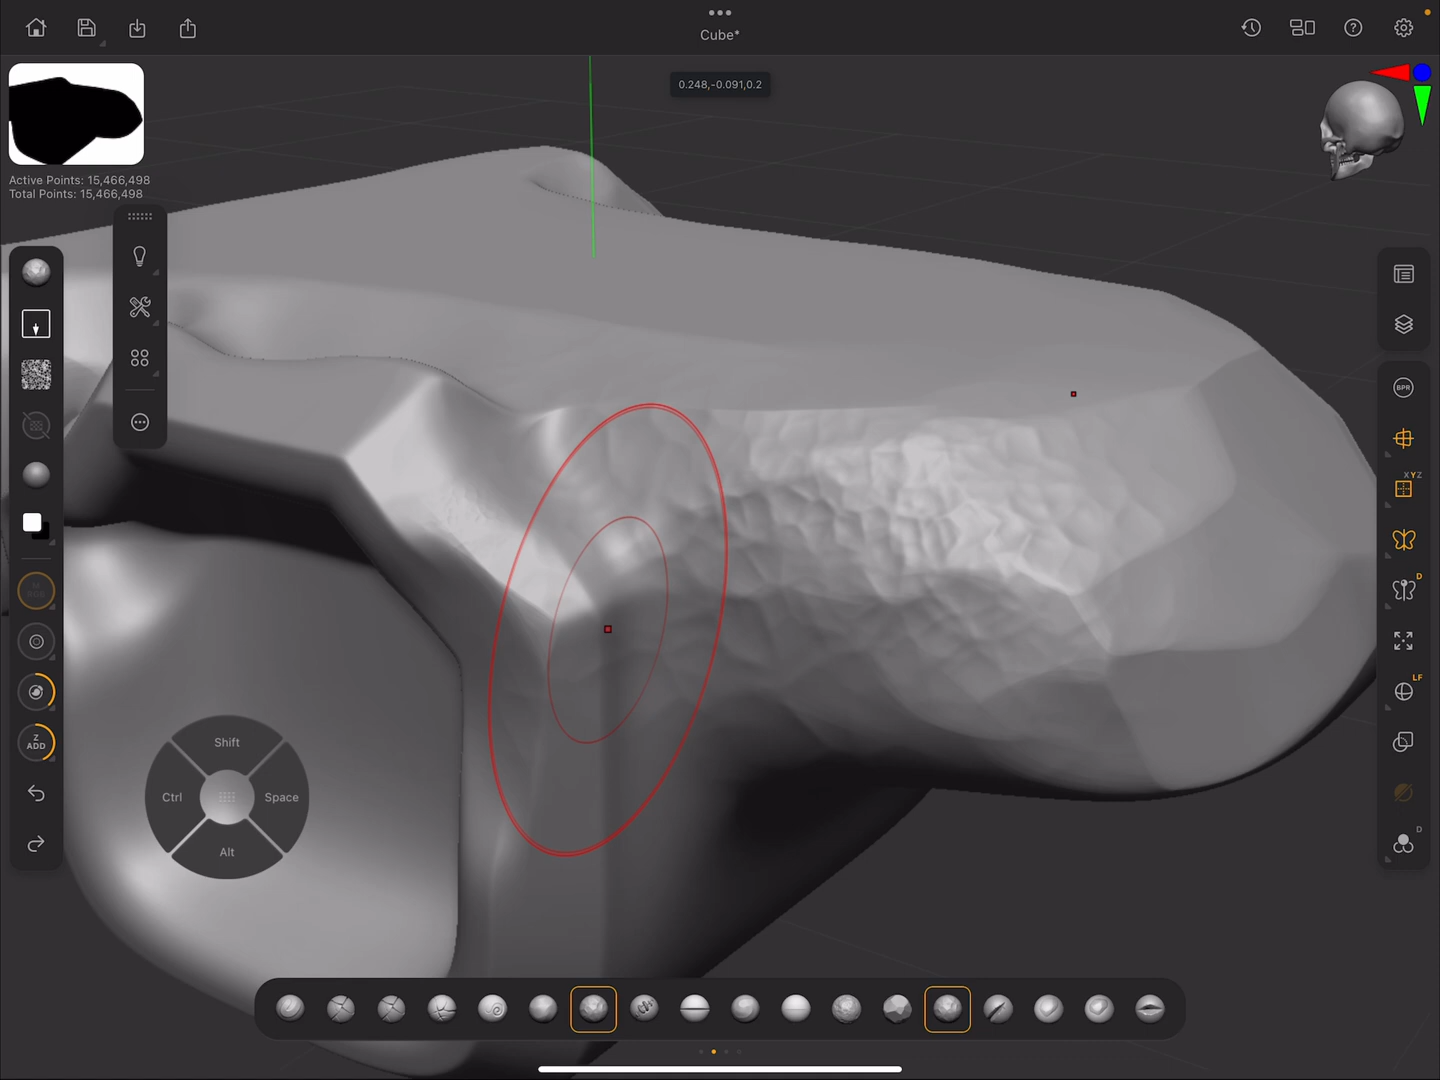 Cube*
0.248,-0.091,0.2
Active Points: 15,466,498
Total Points: 15,466,498
BPR
XYZ
D
LF
Z
ADD
D
Shift
Ctrl
Space
Alt